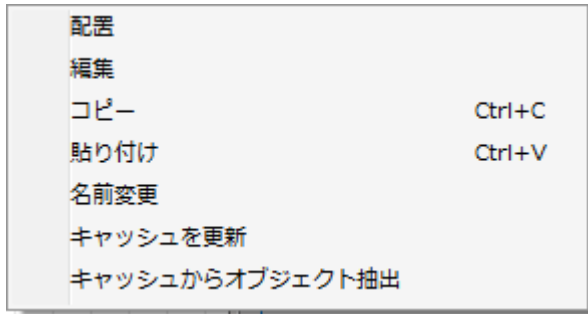 配置
編集
コピー Ctrl+C
貼り付け Ctrl+V
名前変更
キャッシュを更新
キャッシュからオブジェクト抽出